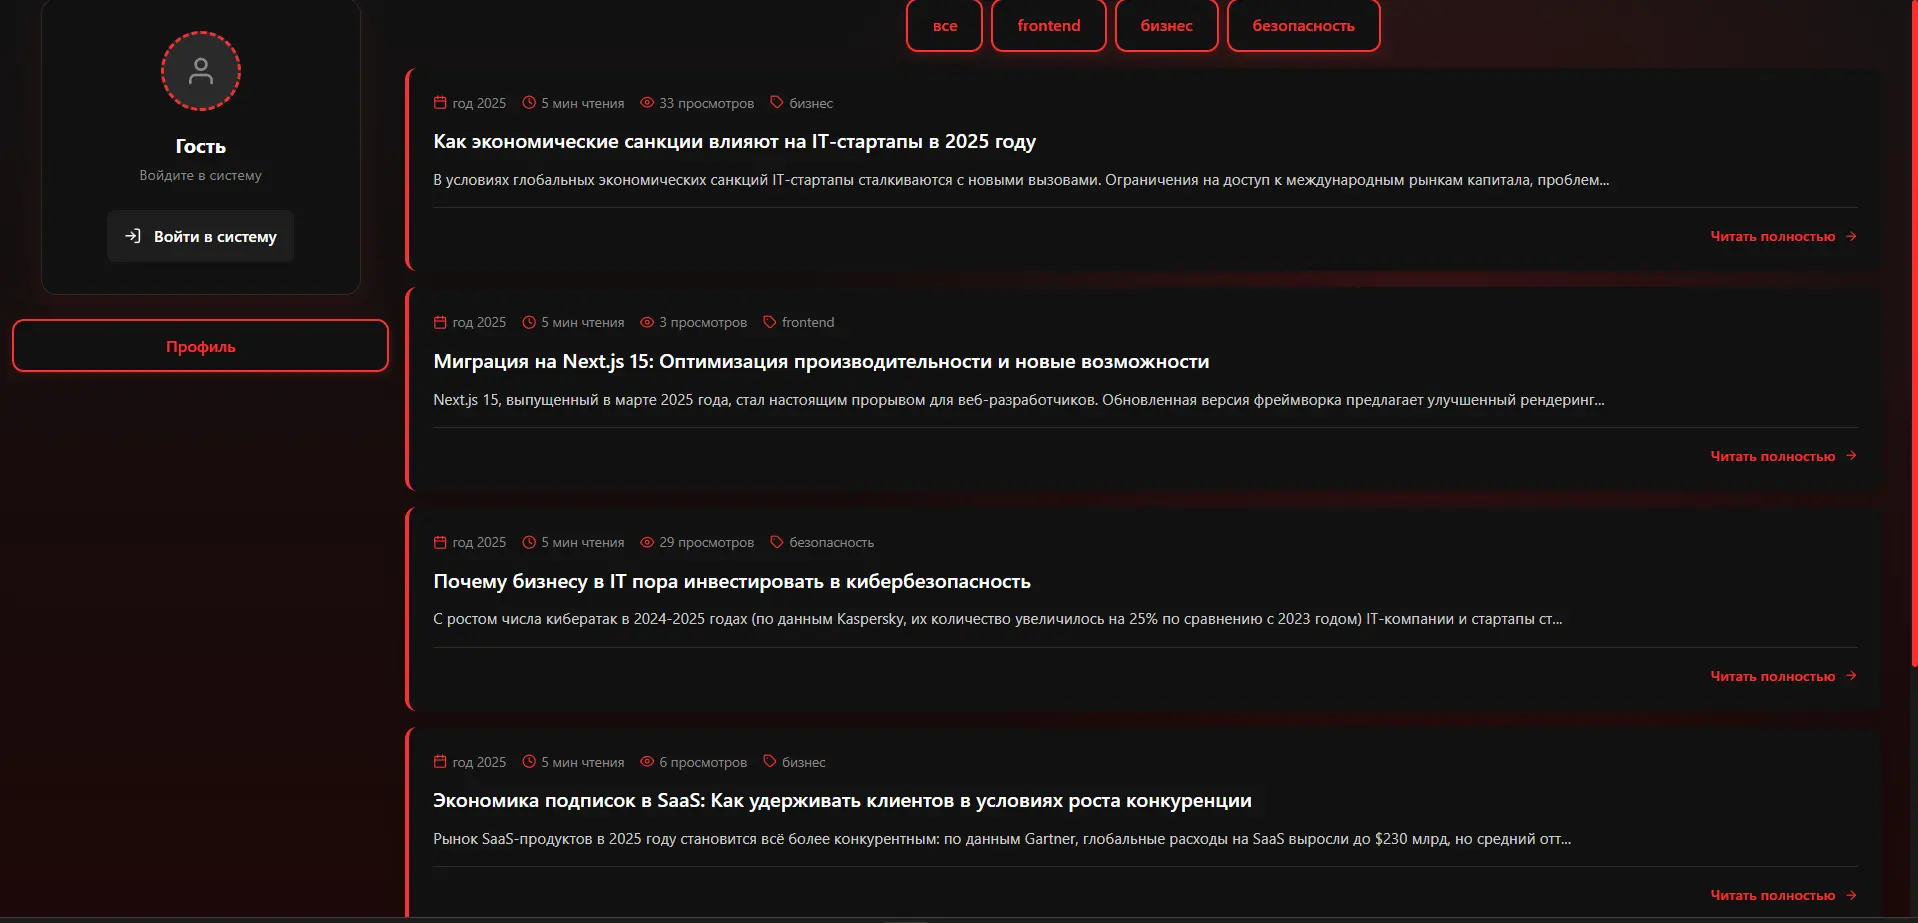 Гость
Войдите в систему
Войти в систему
Профиль
все frontend бизнес безопасность
год 2025 5 мин чтения 33 просмотров бизнес
Как экономические санкции влияют на IT-стартапы в 2025 году
В условиях глобальных экономических санкций IT-стартапы сталкиваются с новыми вызовами. Ограничения на доступ к международным рынкам капитала, проблем...
Читать полностью
год 2025 5 мин чтения 3 просмотров frontend
Миграция на Next.js 15: Оптимизация производительности и новые возможности
Next.js 15, выпущенный в марте 2025 года, стал настоящим прорывом для веб-разработчиков. Обновленная версия фреймворка предлагает улучшенный рендеринг...
Читать полностью
год 2025 5 мин чтения 29 просмотров безопасность
Почему бизнесу в IT пора инвестировать в кибербезопасность
С ростом числа кибератак в 2024-2025 годах (по данным Kaspersky, их количество увеличилось на 25% по сравнению с 2023 годом) IT-компании и стартапы ст...
Читать полностью
год 2025 5 мин чтения 6 просмотров бизнес
Экономика подписок в SaaS: Как удерживать клиентов в условиях роста конкуренции
Рынок SaaS-продуктов в 2025 году становится всё более конкурентным: по данным Gartner, глобальные расходы на SaaS выросли до $230 млрд, но средний отт...
Читать полностью